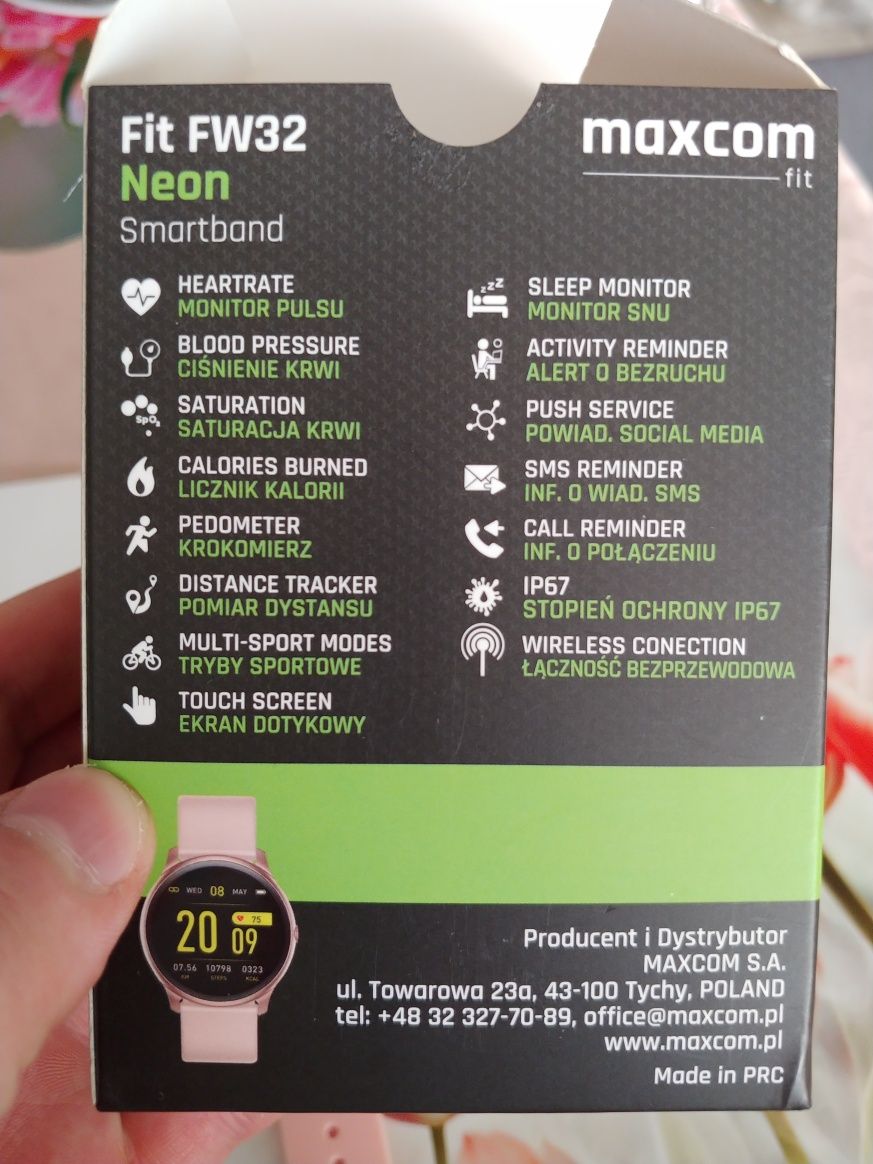 Fit FW32
Neon
Smartband
maxcom
fit
HEARTRATE
MONITOR PULSU
BLOOD PRESSURE
CIŚNIENIE KRWI
SpO₂
SATURATION
SATURACJA KRWI
CALORIES BURNED
LICZNIK KALORII
PEDOMETER
KROKOMIERZ
DISTANCE TRACKER
POMIAR DYSTANSU
MULTI-SPORT MODES
TRYBY SPORTOWE
TOUCH SCREEN
EKRAN DOTYKOWY
zzZ
SLEEP MONITOR
MONITOR SNU
ACTIVITY REMINDER
ALERT O BEZRUCHU
PUSH SERVICE
POWIAD. SOCIAL MEDIA
SMS REMINDER
INF. O WIAD. SMS
CALL REMINDER
INF. O POŁĄCZENIU
IP67
STOPIEŃ OCHRONY IP67
WIRELESS CONECTION
ŁĄCZNOŚĆ BEZPRZEWODOWA
WED 08 MAY
20 75
09
07.56 10798 0323
KM STEPS KCAL
Producent i Dystrybutor
MAXCOM S.A.
ul. Towarowa 23a, 43-100 Tychy, POLAND
tel: +48 32 327-70-89, office@maxcom.pl
www.maxcom.pl
Made in PRC